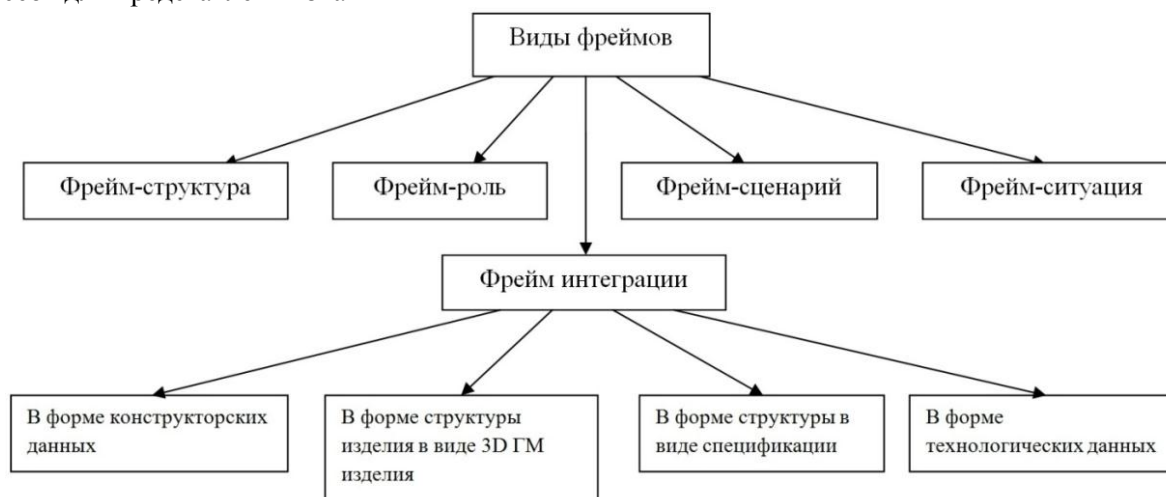 Виды фреймов
Фрейм-структура
Фрейм-роль
Фрейм-сценарий
Фрейм-ситуация
Фрейм интеграции
В форме конструкторских
данных
В форме структуры
изделия в виде 3D ГМ
изделия
В форме структуры в
виде спецификации
В форме
технологических данных